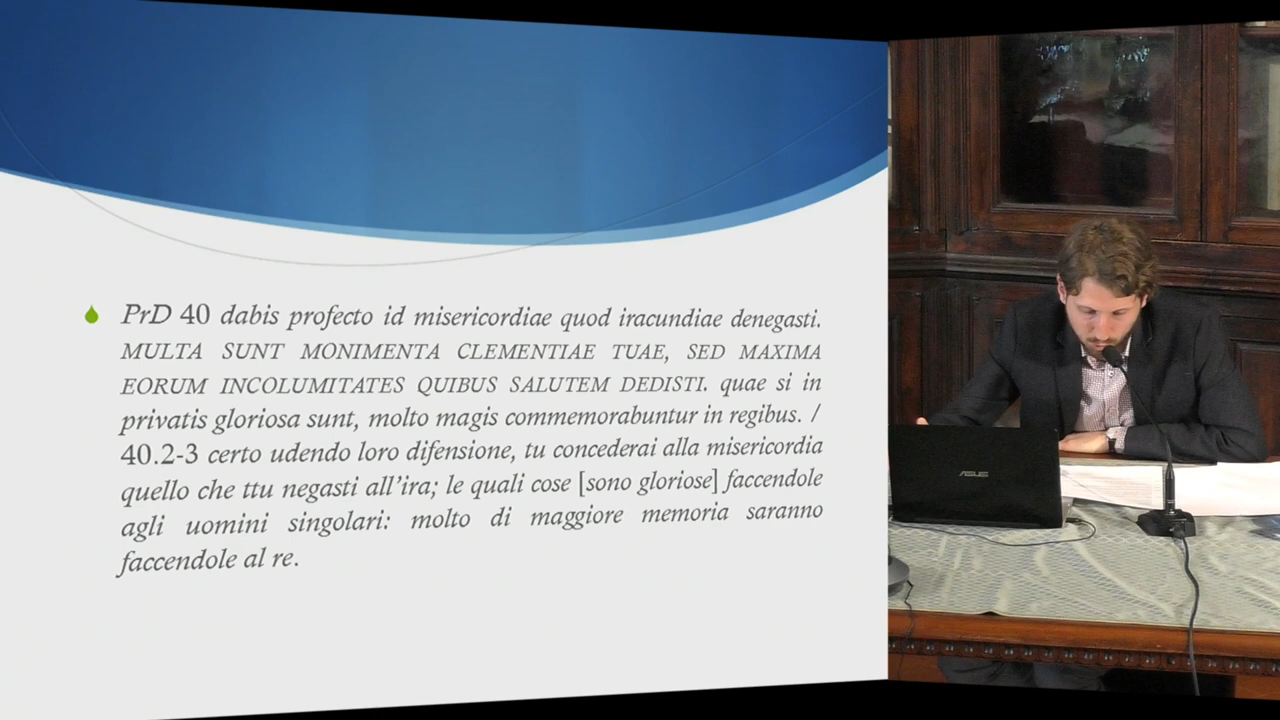 PrD 40 dabis profecto id misericordiae quod iracundiae denegasti.
MULTA SUNT MONIMENTA CLEMENTIAE TUAE, SED MAXIMA
EORUM INCOLUMITATES QUIBUS SALUTEM DEDISTI. quae si in
privatis gloriosa sunt, molto magis commemorabuntur in regibus. /
40.2-3 certo udendo loro difensione, tu concederai alla misericordia
quello che ttu negasti all'ira; le quali cose [sono gloriose] faccendole
agli uomini singolari: molto di maggiore memoria saranno
faccendole al re.
ASUS